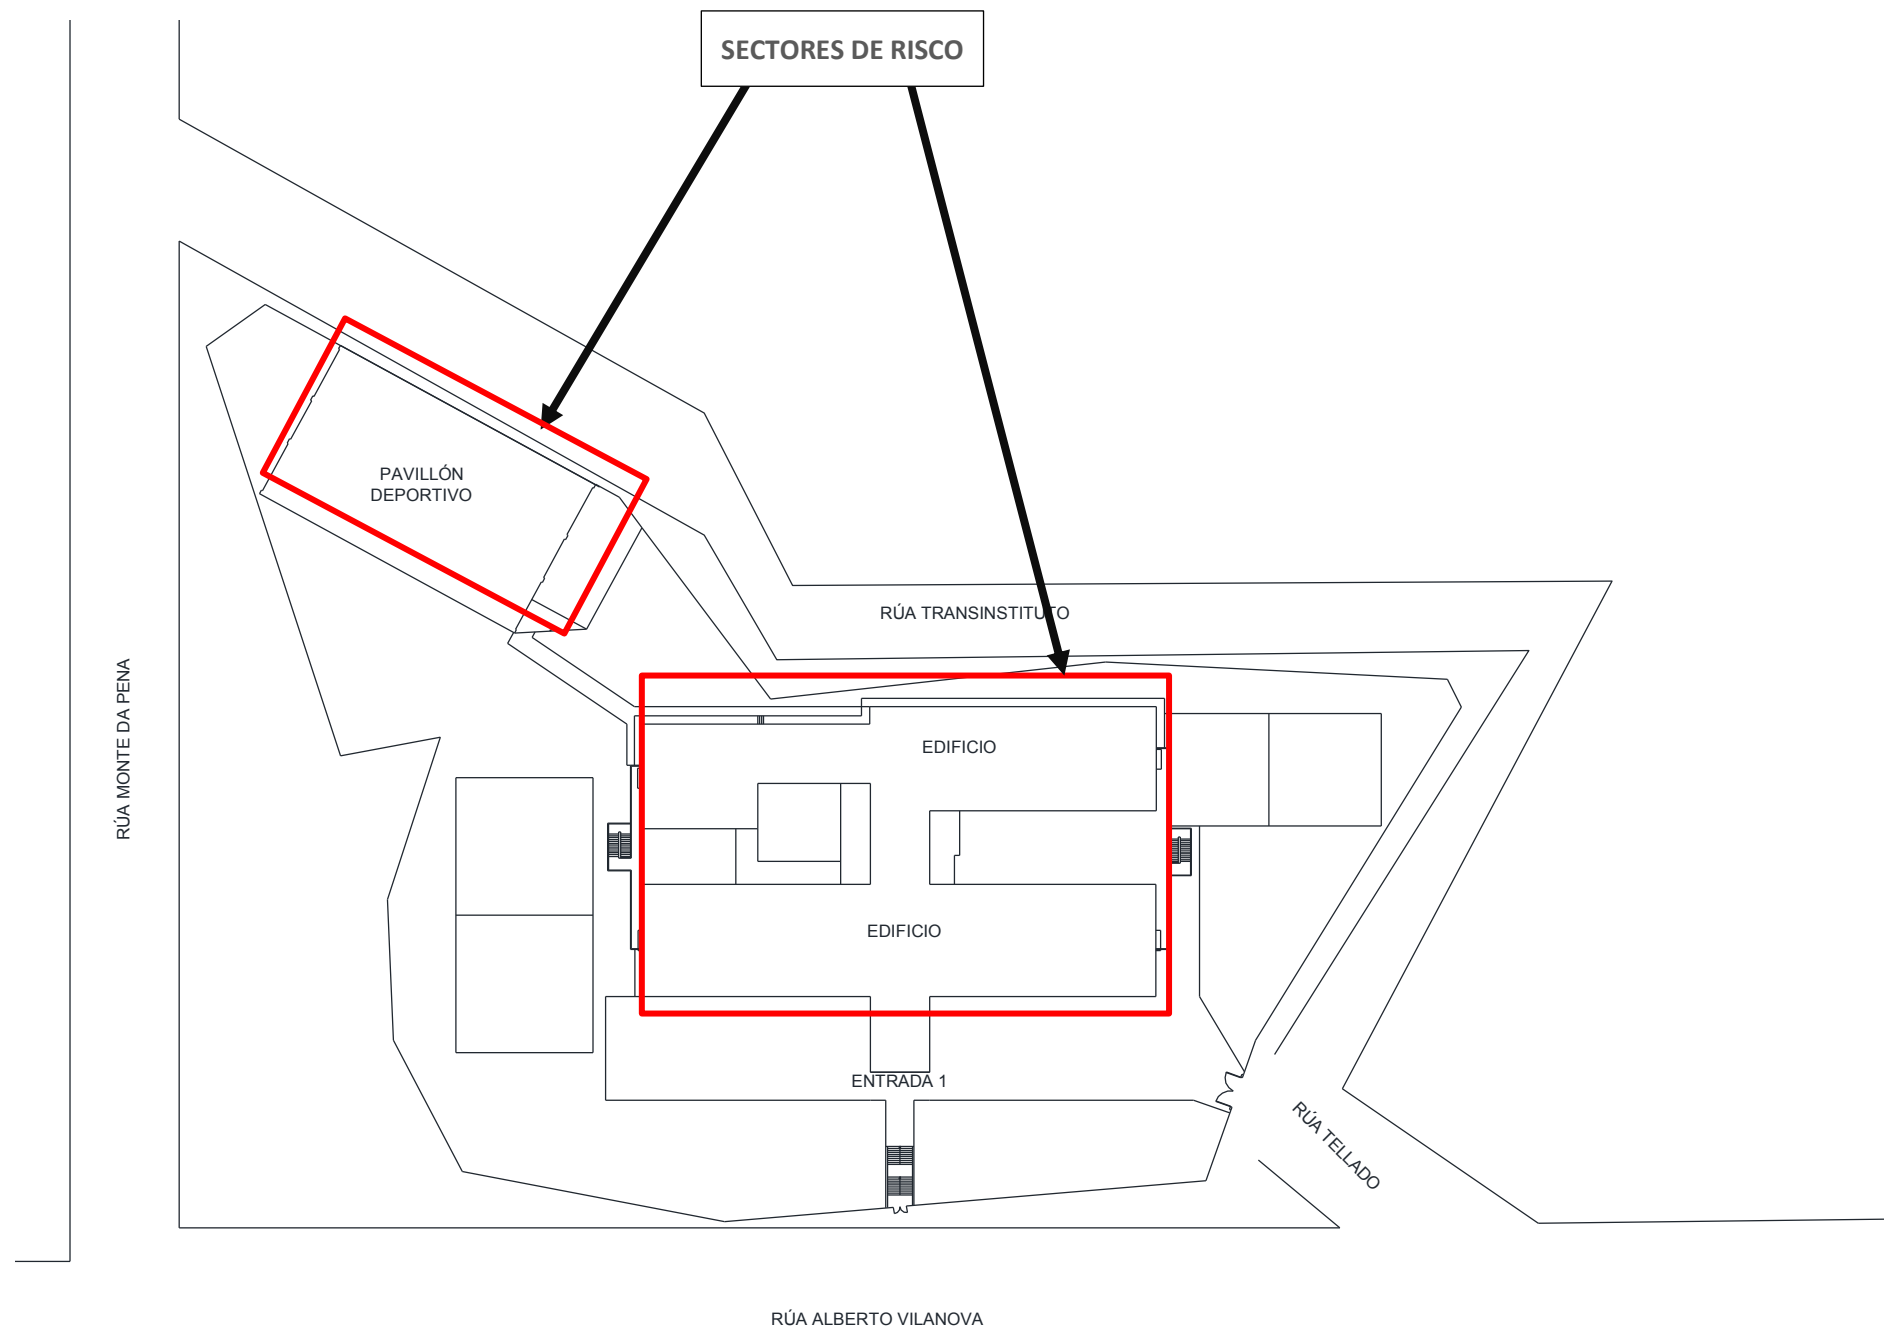 SECTORES DE RISCO
PAVILLÓN
DEPORTIVO
RÚA TRANSINSTITUTO
RÚA MONTE DA PENA
EDIFICIO
EDIFICIO
ENTRADA 1
RÚA TELLADO
RÚA ALBERTO VILANOVA